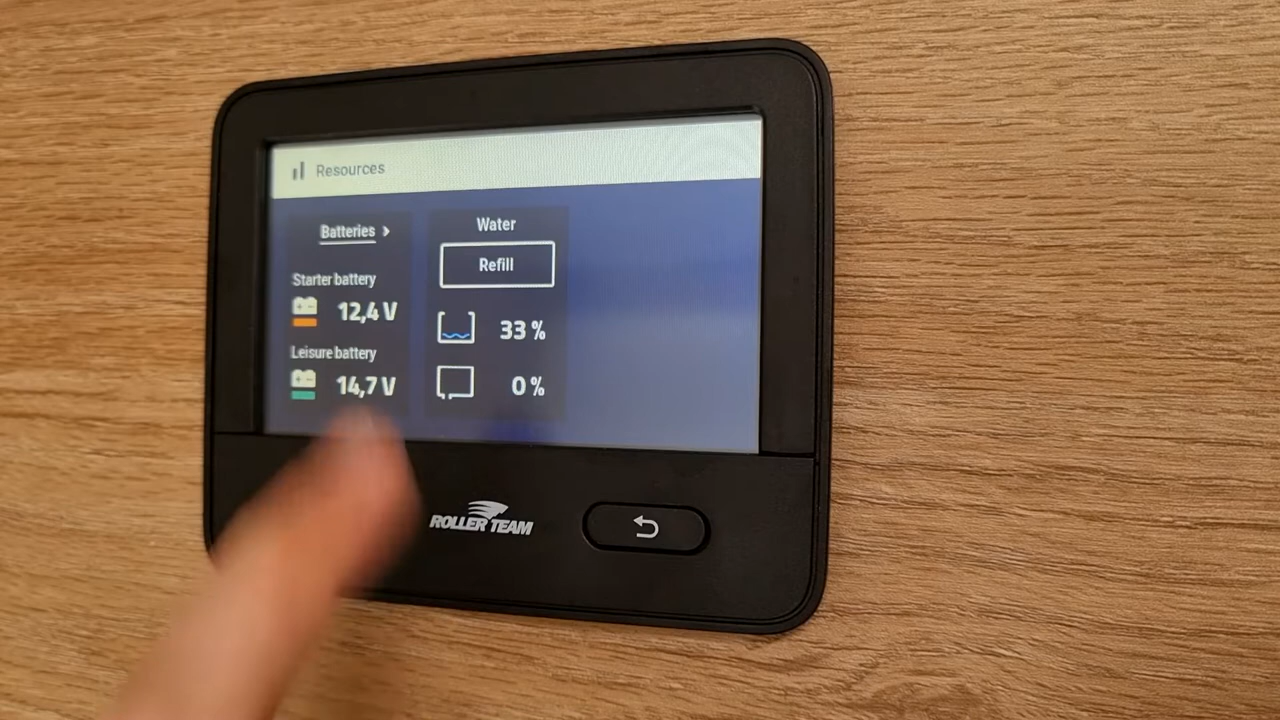 Resources
Batteries >
Starter battery
12,4 V
Leisure battery
14,7 V
Water
Refill
33 %
0 %
ROLLER TEAM